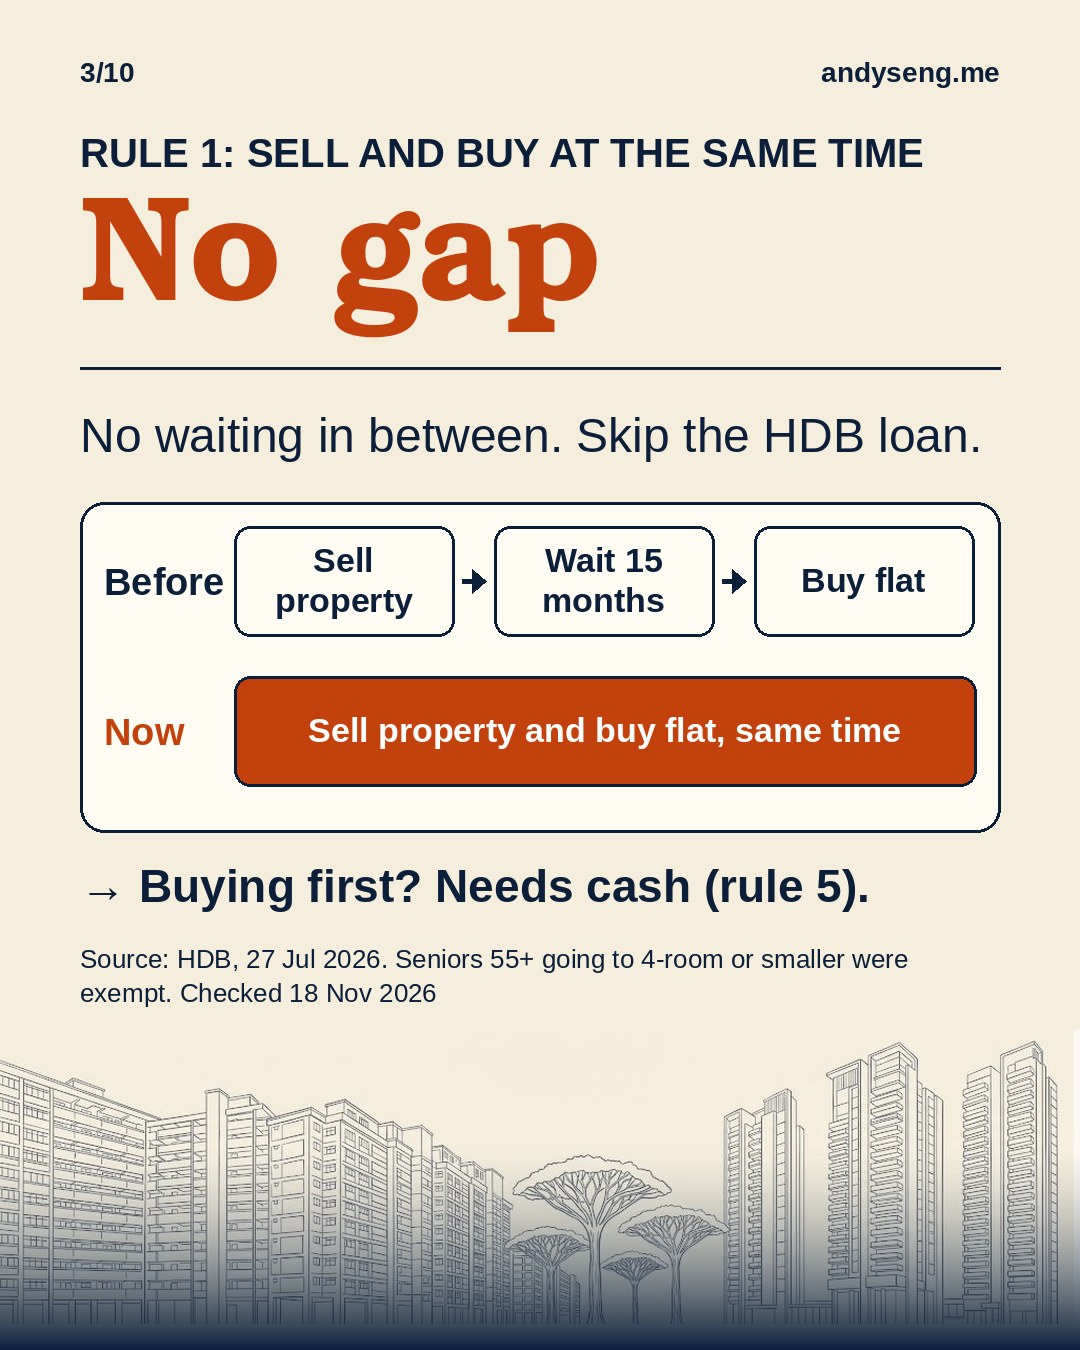 3/10
andyseng.me
RULE 1: SELL AND BUY AT THE SAME TIME
No gap
No waiting in between. Skip the HDB loan.
Before
Sell
property
Wait 15
months
Buy flat
Now
Sell property and buy flat, same time
→ Buying first? Needs cash (rule 5).
Source: HDB, 27 Jul 2026. Seniors 55+ going to 4-room or smaller were
exempt. Checked 18 Nov 2026